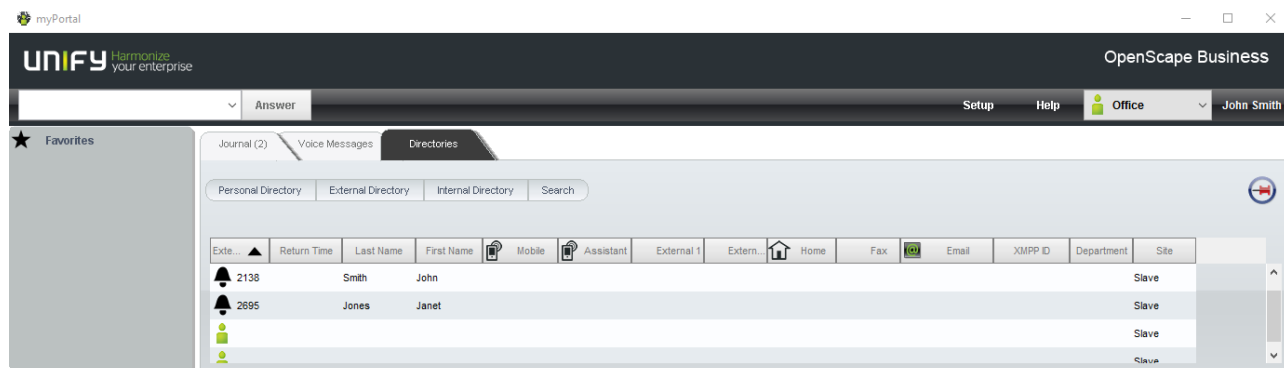 myPortal
UNIFY Harmonize your enterprise OpenScape Business
Answer Setup Help Office John Smith
Favorites Journal (2) Voice Messages Directories
Personal Directory External Directory Internal Directory Search
Exte... Return Time Last Name First Name Mobile Assistant External 1 Extern... Home Fax @ Email XMPP ID Department Site
2138 Smith John Slave
2695 Jones Janet Slave
Slave
Slave